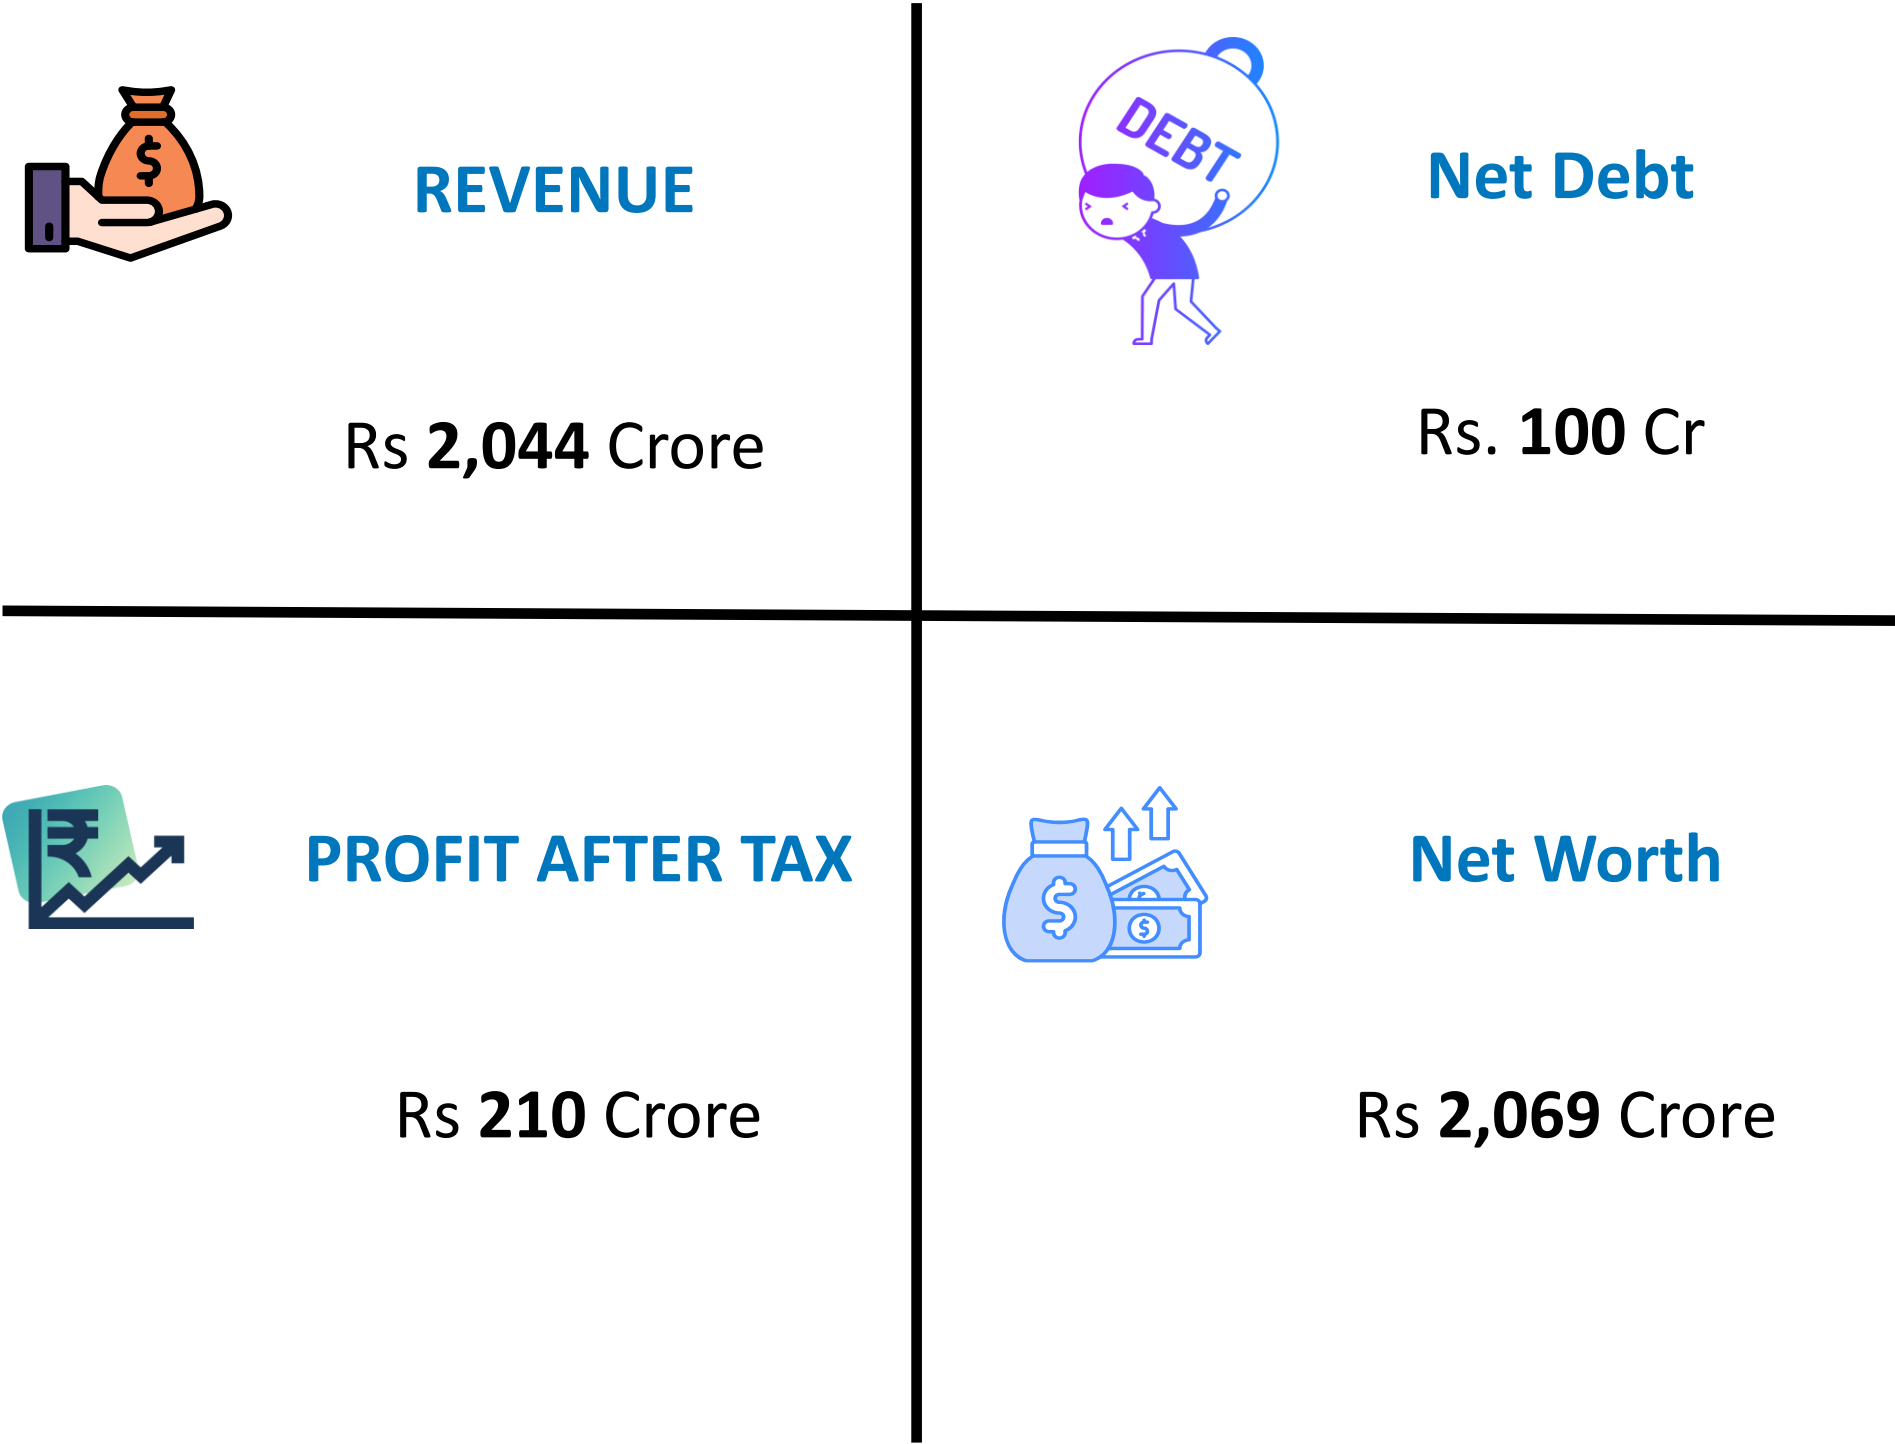 REVENUE
Rs 2,044 Crore
DEBT
Net Debt
Rs. 100 Cr
₹
PROFIT AFTER TAX
Rs 210 Crore
Net Worth
Rs 2,069 Crore